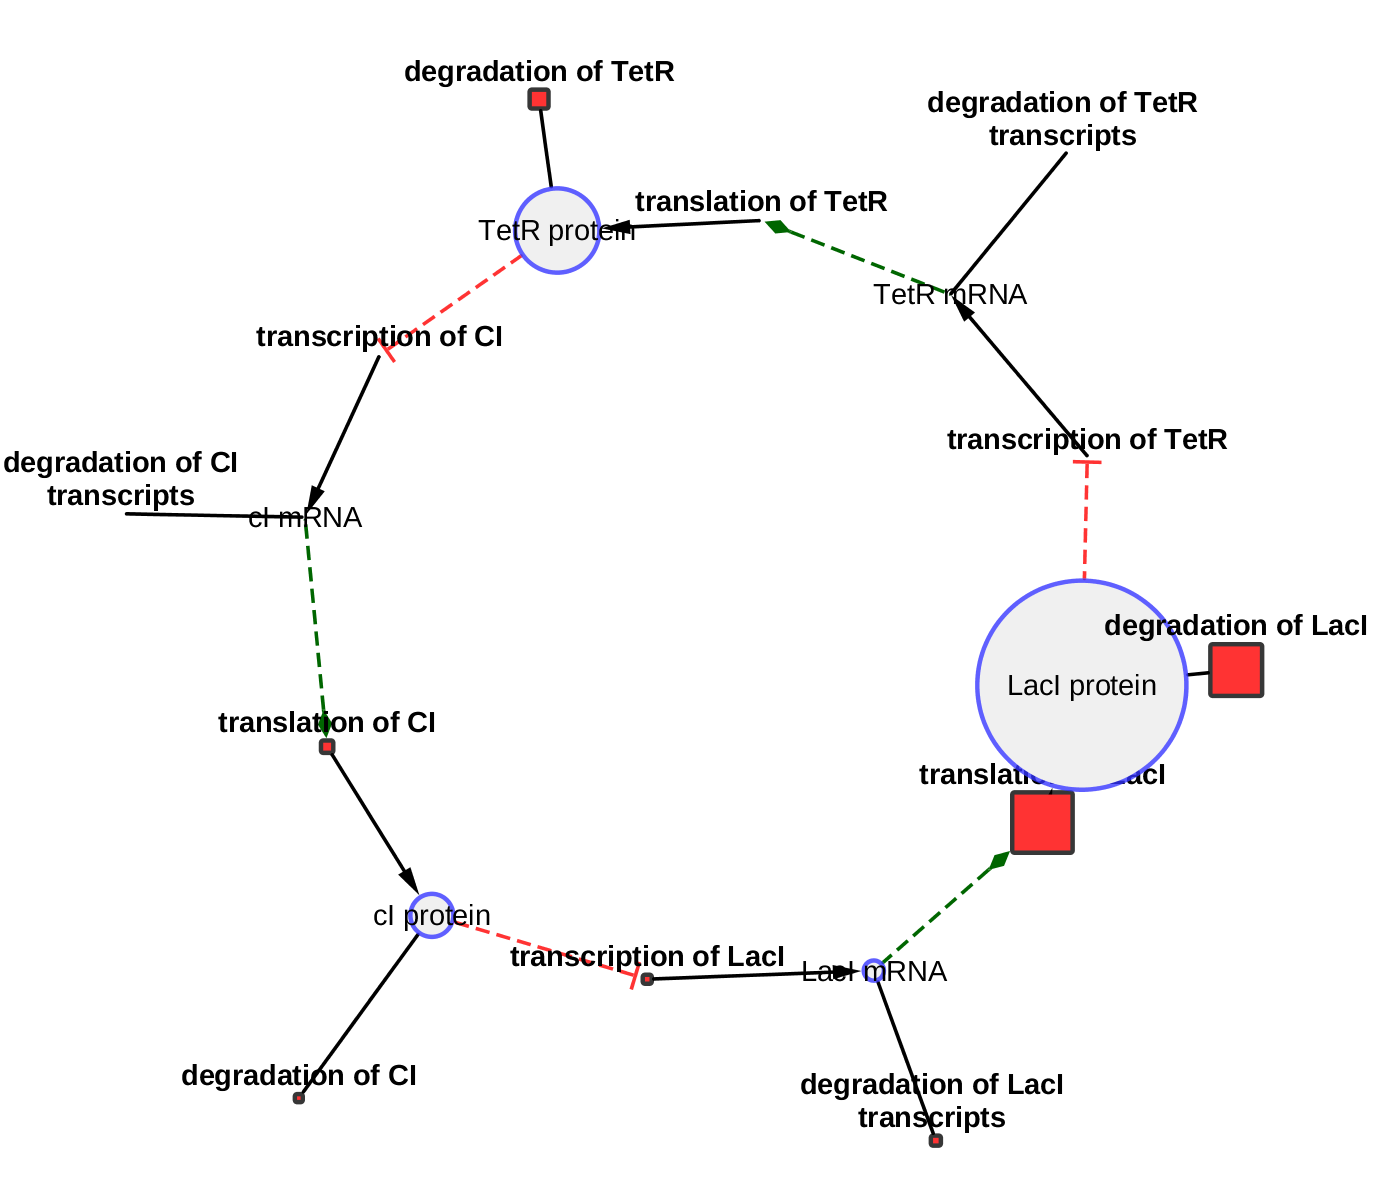 degradation of TetR
degradation of TetR
transcripts
translation of TetR
TetR protein
TetR mRNA
transcription of CI
transcription of TetR
degradation of CI
transcripts
cI mRNA
degradation of LacI
LacI protein
translation of CI
LacI
cI protein
transcription of LacI
LacI mRNA
degradation of CI
degradation of LacI
transcripts